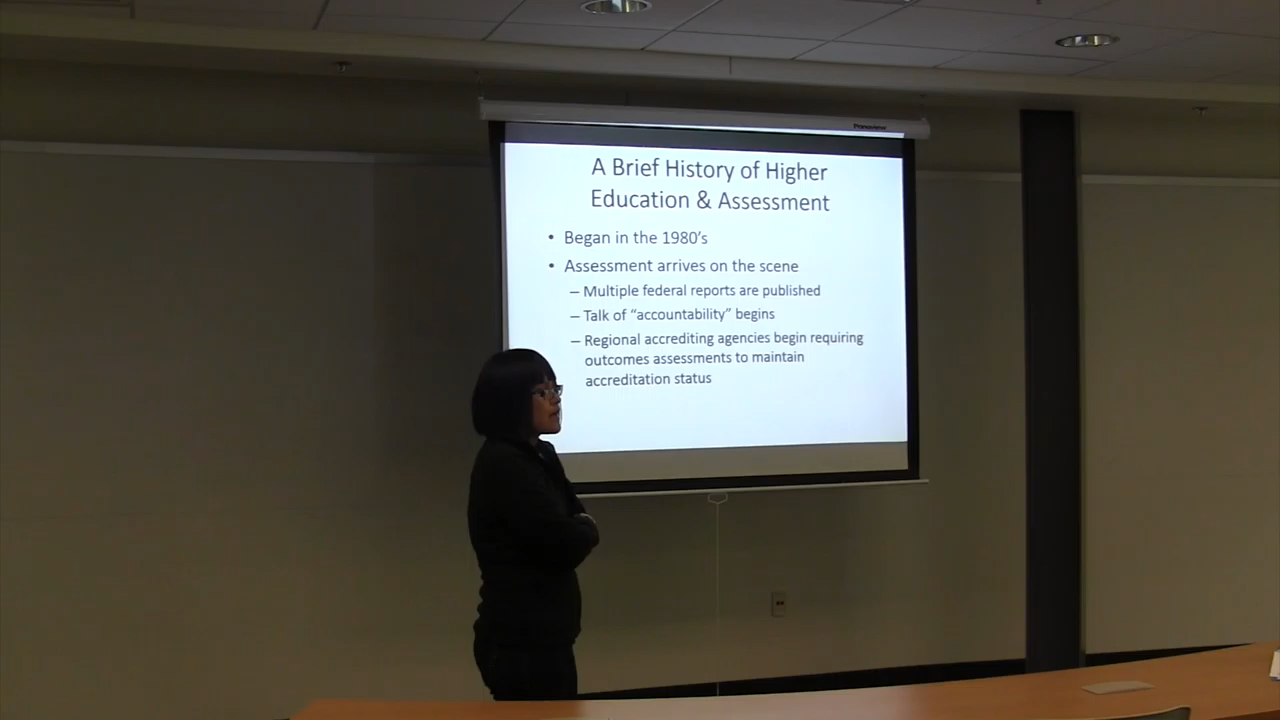 Panaview
A Brief History of Higher
Education & Assessment
• Began in the 1980's
• Assessment arrives on the scene
– Multiple federal reports are published
– Talk of “accountability” begins
– Regional accrediting agencies begin requiring
outcomes assessments to maintain
accreditation status